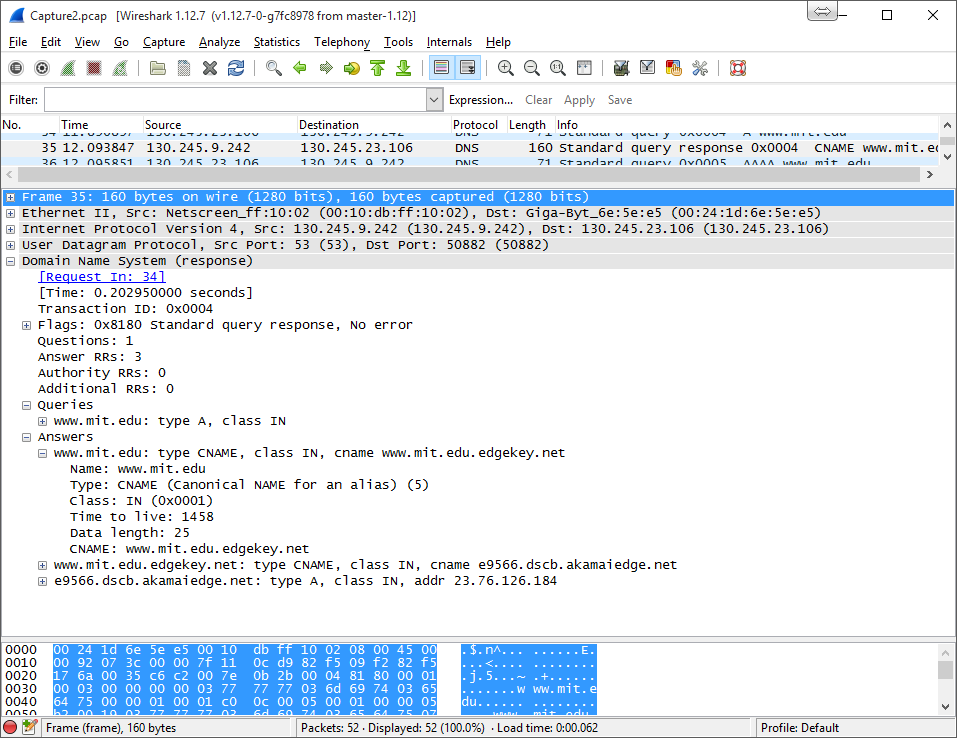 Capture2.pcap [Wireshark 1.12.7 (v1.12.7-0-g7fc8978 from master-1.12)]
File Edit View Go Capture Analyze Statistics Telephony Tools Internals Help
Filter: Expression... Clear Apply Save
No. Time Source Destination Protocol Length Info
35 12.093847 130.245.9.242 130.245.23.106 DNS 160 Standard query response 0x0004 CNAME www.mit.ec
36 12.095851 130.245.23.106 130.245.9.242 DNS 71 Standard query 0x0005 AAAA www.mit.edu
Frame 35: 160 bytes on wire (1280 bits), 160 bytes captured (1280 bits)
Ethernet II, Src: Netscreen_ff:10:02 (00:10:db:ff:10:02), Dst: Giga-Byt_6e:5e:e5 (00:24:1d:6e:5e:e5)
Internet Protocol Version 4, Src: 130.245.9.242 (130.245.9.242), Dst: 130.245.23.106 (130.245.23.106)
User Datagram Protocol, Src Port: 53 (53), Dst Port: 50882 (50882)
Domain Name System (response)
[Request In: 34]
[Time: 0.202950000 seconds]
Transaction ID: 0x0004
Flags: 0x8180 Standard query response, No error
Questions: 1
Answer RRs: 3
Authority RRs: 0
Additional RRs: 0
Queries
www.mit.edu: type A, class IN
Answers
www.mit.edu: type CNAME, class IN, cname www.mit.edu.edgekey.net
Name: www.mit.edu
Type: CNAME (Canonical NAME for an alias) (5)
Class: IN (0x0001)
Time to live: 1458
Data length: 25
CNAME: www.mit.edu.edgekey.net
www.mit.edu.edgekey.net: type CNAME, class IN, cname e9566.dscb.akamaiedge.net
e9566.dscb.akamaiedge.net: type A, class IN, addr 23.76.126.184
0000 00 24 1d 6e 5e e5 00 10 db ff 10 02 08 00 45 00 .$.n^... ......E.
0010 00 92 07 3c 00 00 7f 11 0c d9 82 f5 09 f2 82 f5 ...<.... ........
0020 17 6a 00 35 c6 c2 00 7e 0b 2b 00 04 81 80 00 01 .j.5...~ .+......
0030 00 03 00 00 00 00 03 77 77 77 03 6d 69 74 03 65 .......w ww.mit.e
0040 64 75 00 00 01 00 01 c0 0c 00 05 00 01 00 00 05 du...... ........
Frame (frame), 160 bytes Packets: 52 · Displayed: 52 (100.0%) · Load time: 0:00.062 Profile: Default